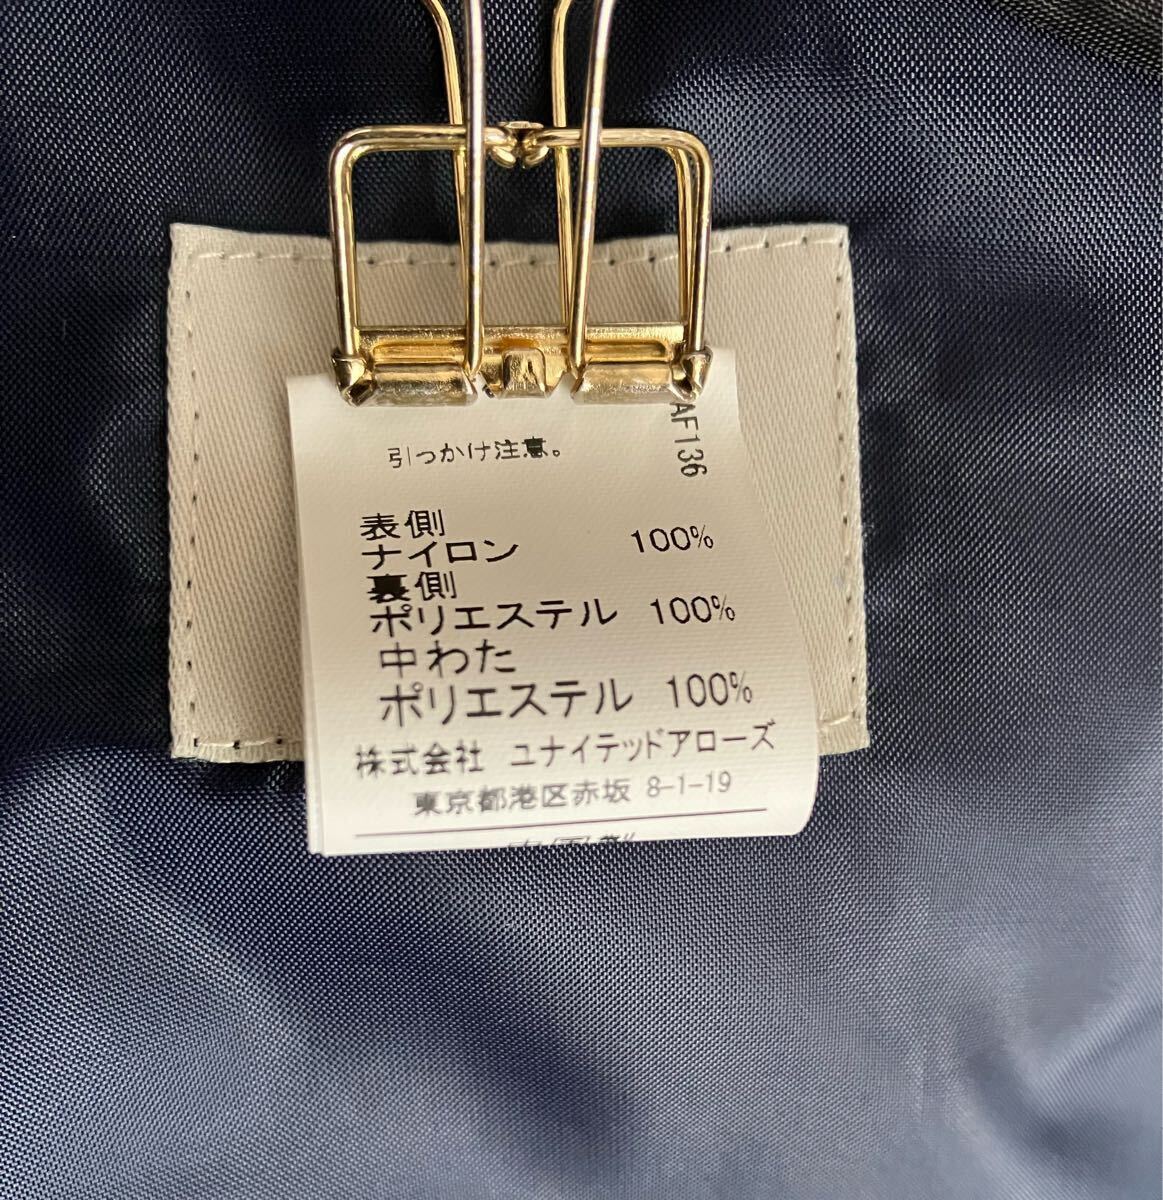 引っかけ注意。
AF136
表側
ナイロン 100%
裏側
ポリエステル 100%
中わた
ポリエステル 100%
株式会社 ユナイテッドアローズ
東京都港区赤坂 8-1-19